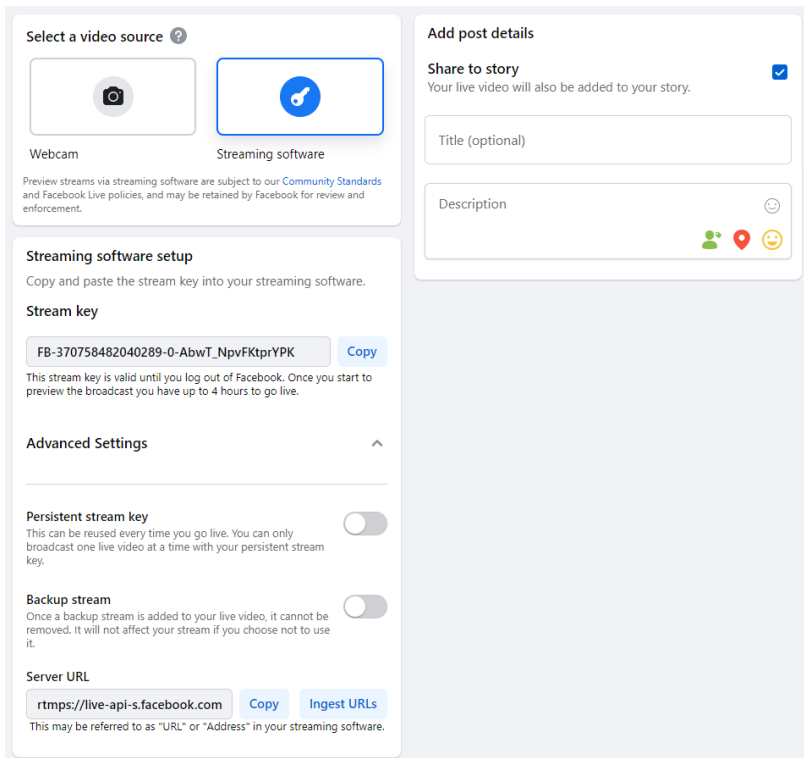 Select a video source ?
Webcam
Streaming software
Preview streams via streaming software are subject to our Community Standards
and Facebook Live policies, and may be retained by Facebook for review and
enforcement.
Streaming software setup
Copy and paste the stream key into your streaming software.
Stream key
FB-370758482040289-0-AbwT_NpvFKtprYPK Copy
This stream key is valid until you log out of Facebook. Once you start to
preview the broadcast you have up to 4 hours to go live.
Advanced Settings
Persistent stream key
This can be reused every time you go live. You can only
broadcast one live video at a time with your persistent stream
key.
Backup stream
Once a backup stream is added to your live video, it cannot be
removed. It will not affect your stream if you choose not to use
it.
Server URL
rtmps://live-api-s.facebook.com Copy Ingest URLs
This may be referred to as "URL" or "Address" in your streaming software.
Add post details
Share to story
Your live video will also be added to your story.
Title (optional)
Description